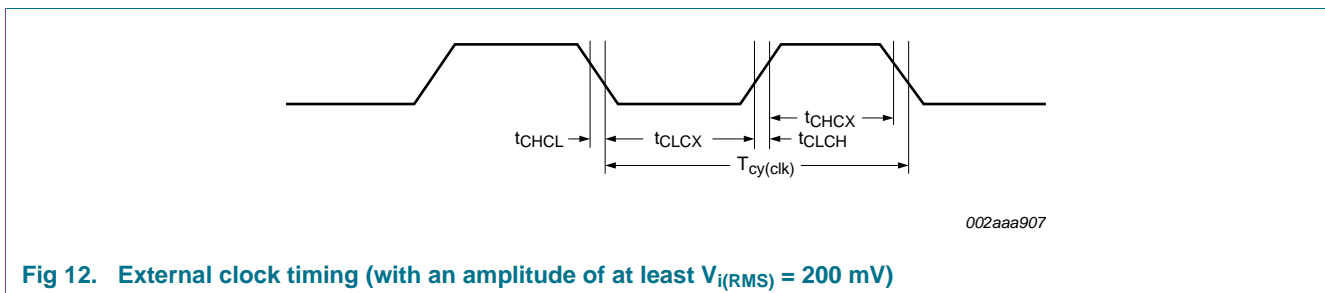 tCHCX
tCHCL tCLCX tCLCH
Tcy(clk)
002aaa907
Fig 12. External clock timing (with an amplitude of at least Vi(RMS) = 200 mV)